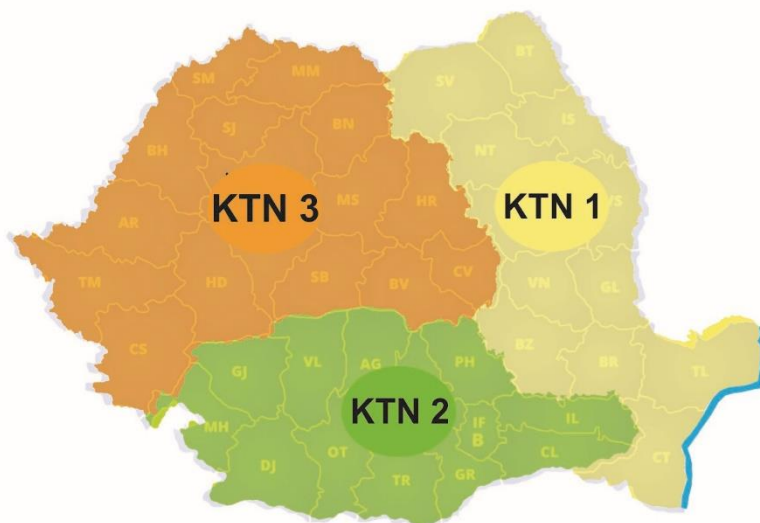 BT
MM
SM
SV
IS
SJ
BN
BH
NT
KTN 3
MS
HR
KTN 1
VS
AR
TM
HD
SB
BV
CV
VN
GL
CS
GJ
VL
AG
PH
BZ
BR
TL
KTN 2
MH
IF
B
IL
DJ
OT
TR
GR
CL
CT